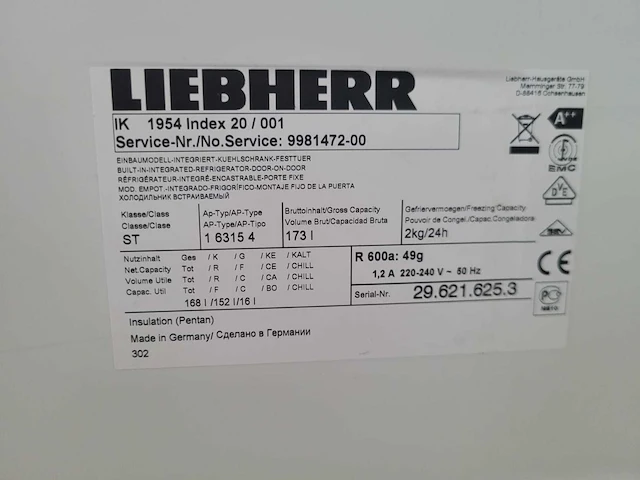 LIEBHERR
Liebherr-Hausgeräte GmbH
Memminger Str. 77-79
D-88416 Ochsenhausen
IK 1954 Index 20 / 001
Service-Nr./No.Service: 9981472-00
A++
EINBAUMODELL-INTEGRIERT-KUEHLSCHRANK-FESTTUER
BUILT-IN-INTEGRATED-REFRIGERATOR-DOOR-ON-DOOR
RÉFRIGÉRATEUR-INTEGRÉ-ENCASTRABLE-PORTE FIXE
MOD. EMPOT.-INTEGRADO-FRIGORÍFICO-MONTAJE FIJO DE LA PUERTA
ХОЛОДИЛЬНИК ВСТРАИВАЕМЫЙ
EMC
DVE
SEV
Klasse/Class
Classe/Clase
ST
Ap-Typ/AP-Type
Ap-Type/AP-Tipo
1 6315 4
Bruttoinhalt/Gross Capacity
Volume Brut/Capacidad Bruta
173 l
Gefriervermoegen/Freezing Capacity
Pouvoir de Congel./Capac.Congeladora
2kg/24h
Nutzinhalt Ges / K / G / KE / KALT
Net.Capacity Tot / R / F / CE / CHILL
Volume Utile Tot / R / C / CA / CHILL
Capac. Util Tot / F / C / BO / CHILL
168 l /152 l/16 l
R 600a: 49g
1,2 A 220-240 V ~ 50 Hz
CE
Serial-Nr. 29.621.625.3
Insulation (Pentan)
Made in Germany/ Сделано в Германии
302